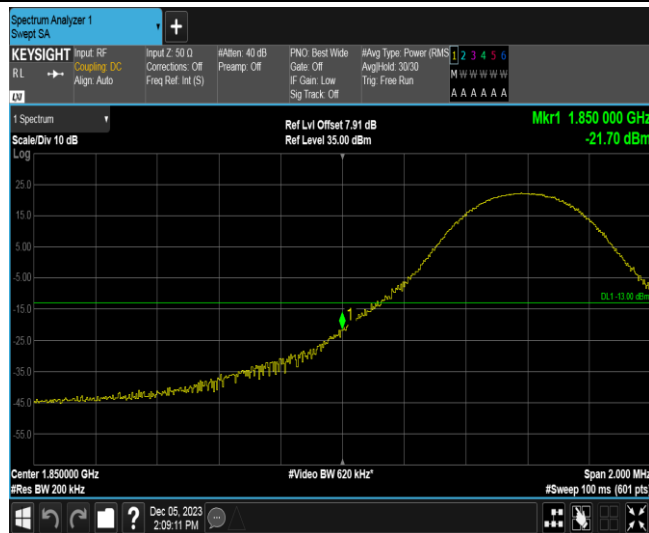 Spectrum Analyzer 1
Swept SA
KEYSIGHT
RL
LXI
Input: RF
Coupling: DC
Align: Auto
Input Z: 50 Ω
Corrections: Off
Freq Ref: Int (S)
#Atten: 40 dB
Preamp: Off
PNO: Best Wide
Gate: Off
IF Gain: Low
Sig Track: Off
#Avg Type: Power (RMS
Avg|Hold: 30/30
Trig: Free Run
1 2 3 4 5 6
M W W W W W
A A A A A A
1 Spectrum
Scale/Div 10 dB
Log
Ref Lvl Offset 7.91 dB
Ref Level 35.00 dBm
Mkr1 1.850 000 GHz
-21.70 dBm
25.0
15.0
5.00
-5.00
-15.0
-25.0
-35.0
-45.0
-55.0
1
DL1 -13.00 dBm
Center 1.850000 GHz
#Res BW 200 kHz
#Video BW 620 kHz*
Span 2.000 MHz
#Sweep 100 ms (601 pts)
?
Dec 05, 2023
2:09:11 PM